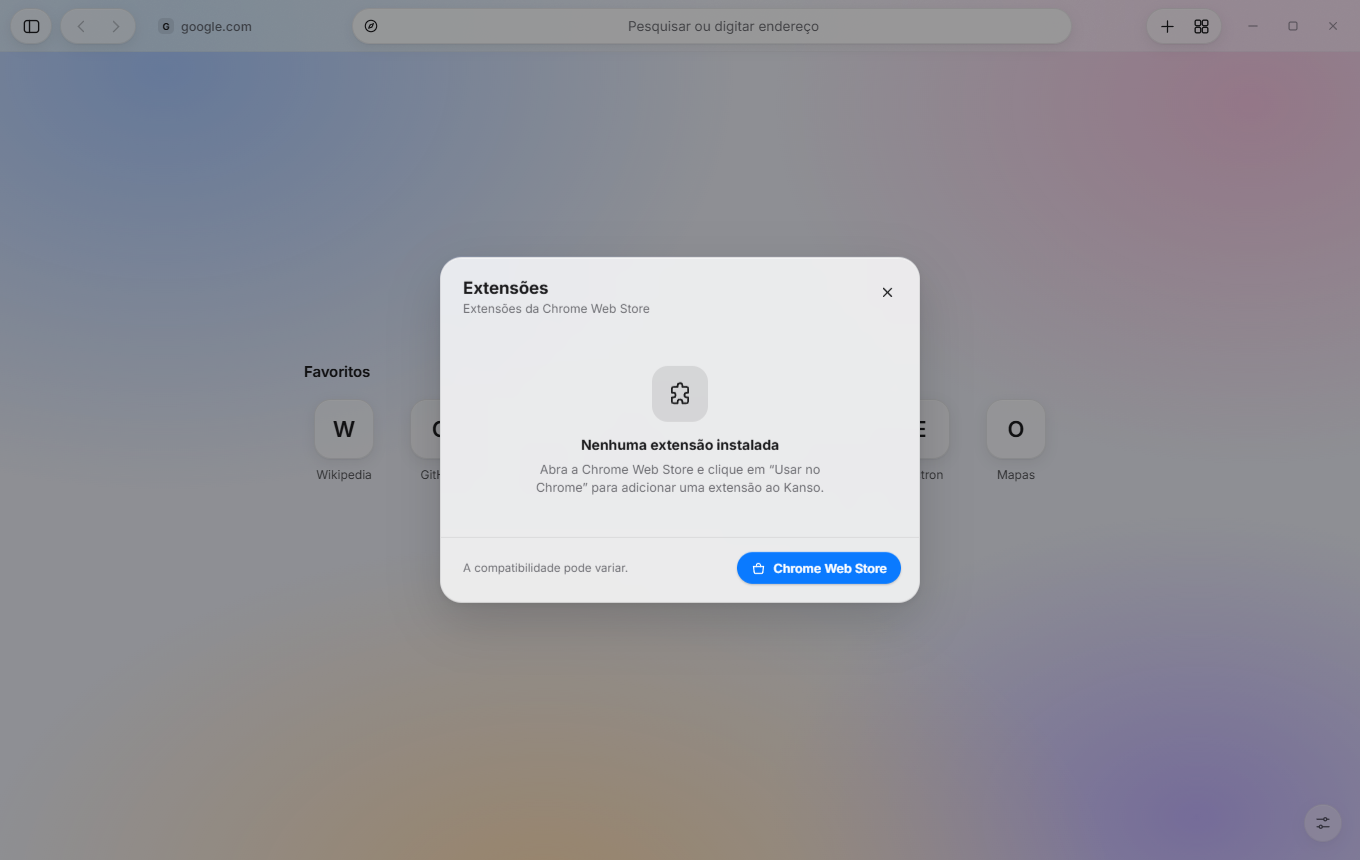 G google.com
Pesquisar ou digitar endereço
Extensões
Extensões da Chrome Web Store
Favoritos
W
E
O
Nenhuma extensão instalada
Wikipedia
Mapas
Abra a Chrome Web Store e clique em “Usar no
Chrome” para adicionar uma extensão ao Kanso.
A compatibilidade pode variar.
Chrome Web Store